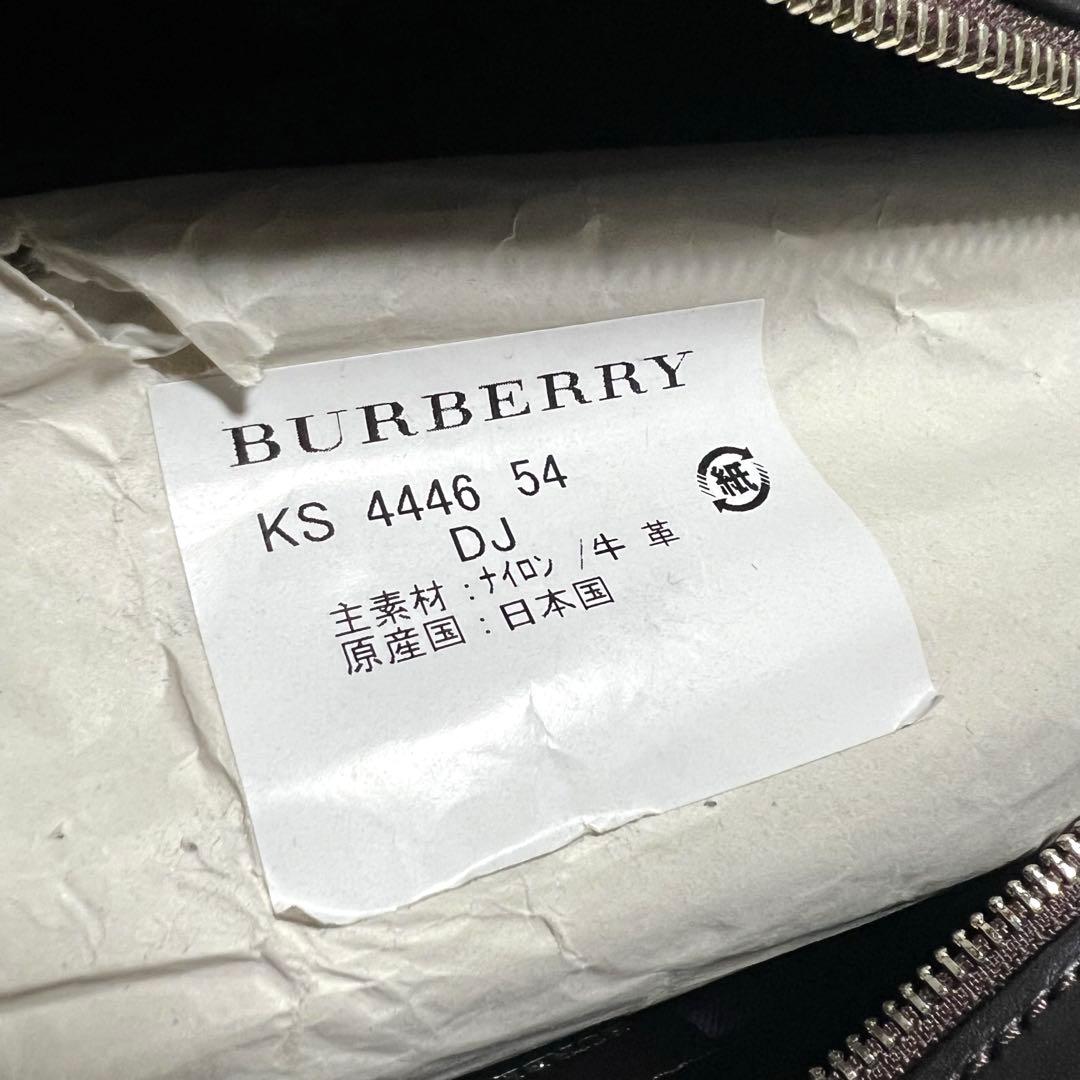 BURBERRY
KS 4446 54
DJ
紙
主素材:ﾅｲﾛﾝ /牛 革
原産国:日本国